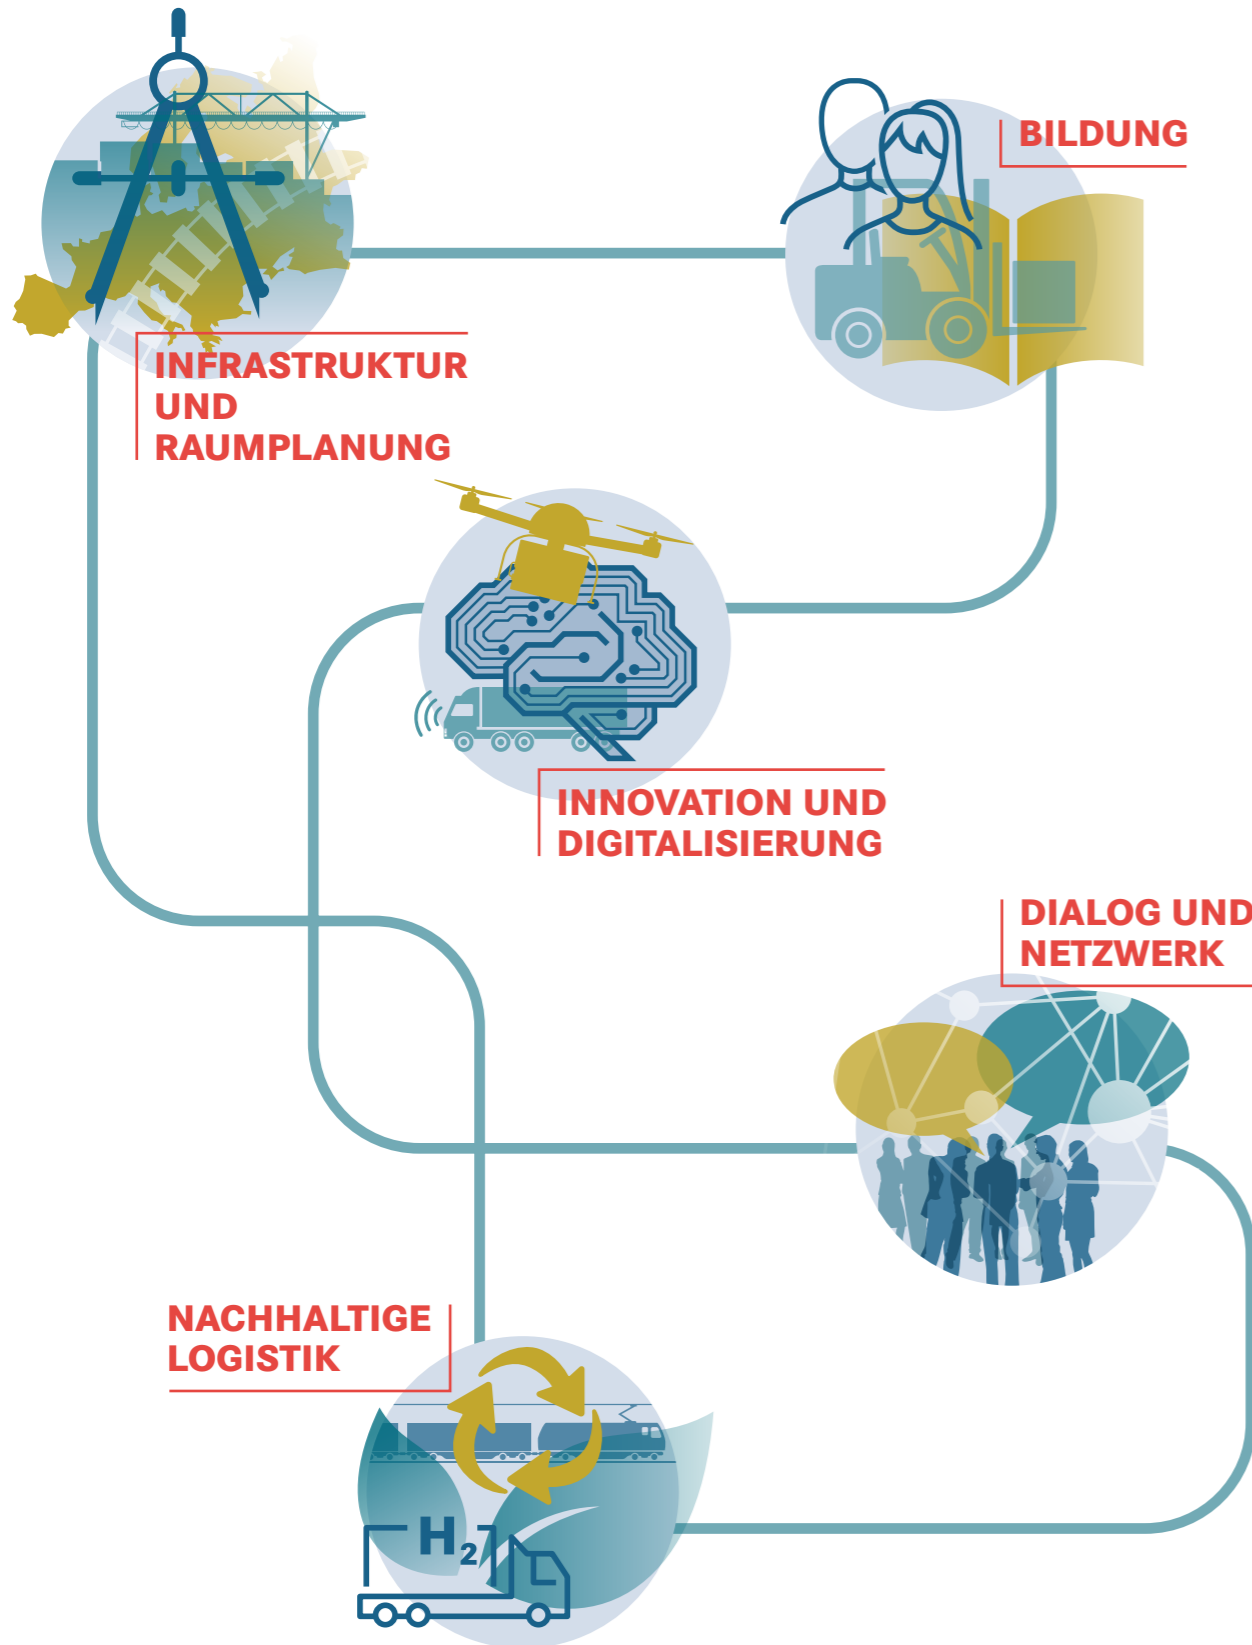 BILDUNG
INFRASTRUKTUR
UND
RAUMPLANUNG
INNOVATION UND
DIGITALISIERUNG
DIALOG UND
NETZWERK
NACHHALTIGE
LOGISTIK
H₂